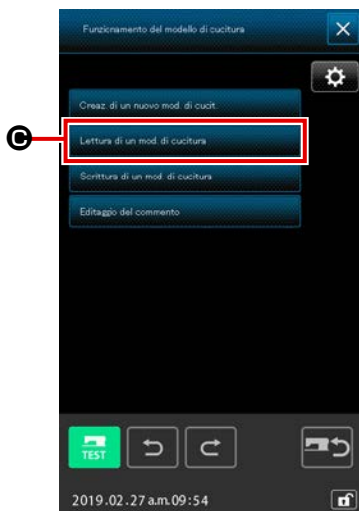 Funzionamento del modello di cucitura
Creaz. di un nuovo mod. di cucit.
C
Lettura di un mod. di cucitura
Scrittura di un mod. di cucitura
Editaggio del commento
TEST
2019.02.27 a.m.09:54